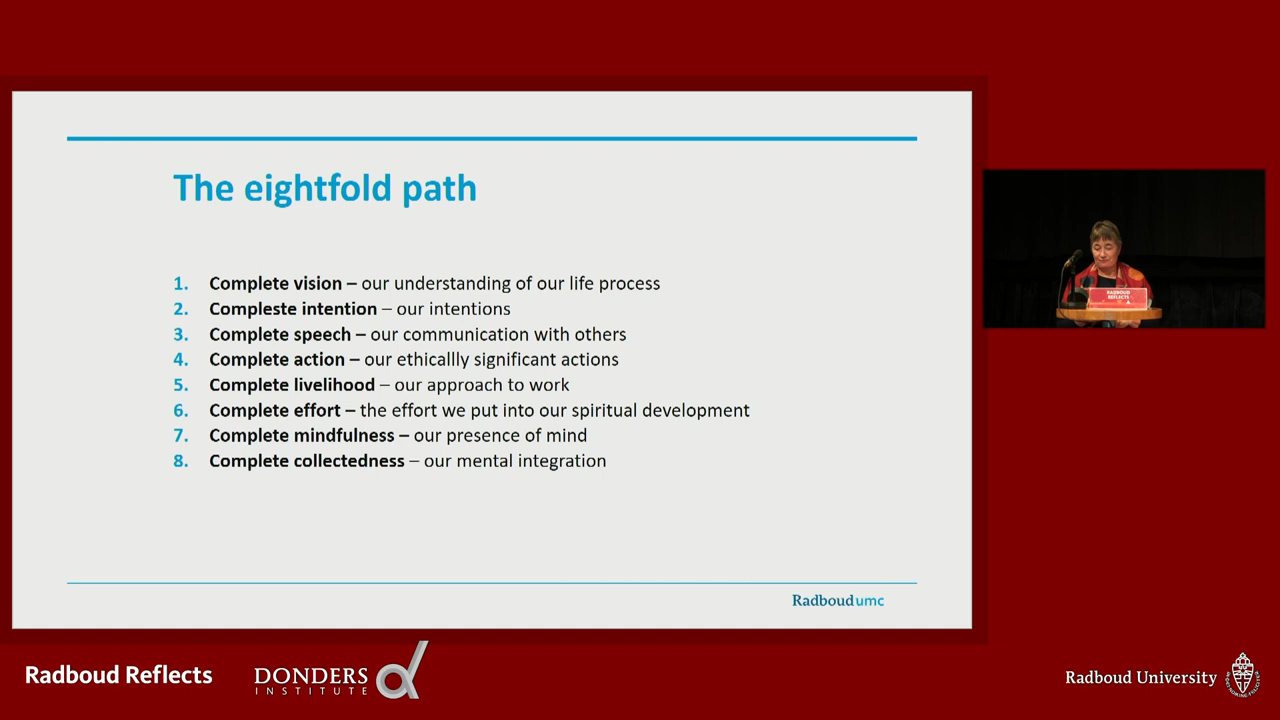 The eightfold path
1. Complete vision – our understanding of our life process
2. Compleste intention – our intentions
3. Complete speech – our communication with others
4. Complete action – our ethicallly significant actions
5. Complete livelihood – our approach to work
6. Complete effort – the effort we put into our spiritual development
7. Complete mindfulness – our presence of mind
8. Complete collectedness – our mental integration
Radboudumc
RADBOUD
REFLECTS
Radboud Reflects
DONDERS
INSTITUTE
Radboud University